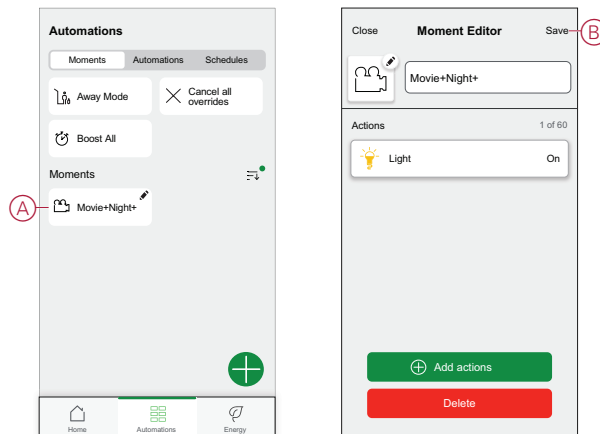 Automations
Moments Automations Schedules
Away Mode
Cancel all
overrides
Boost All
Moments
A
Movie+Night+
Home Automations Energy
Close Moment Editor Save
B
Movie+Night+
Actions 1 of 60
Light On
Add actions
Delete